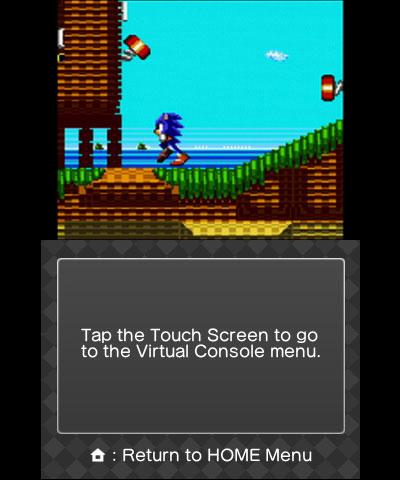 Tap the Touch Screen to go
to the Virtual Console menu.
: Return to HOME Menu